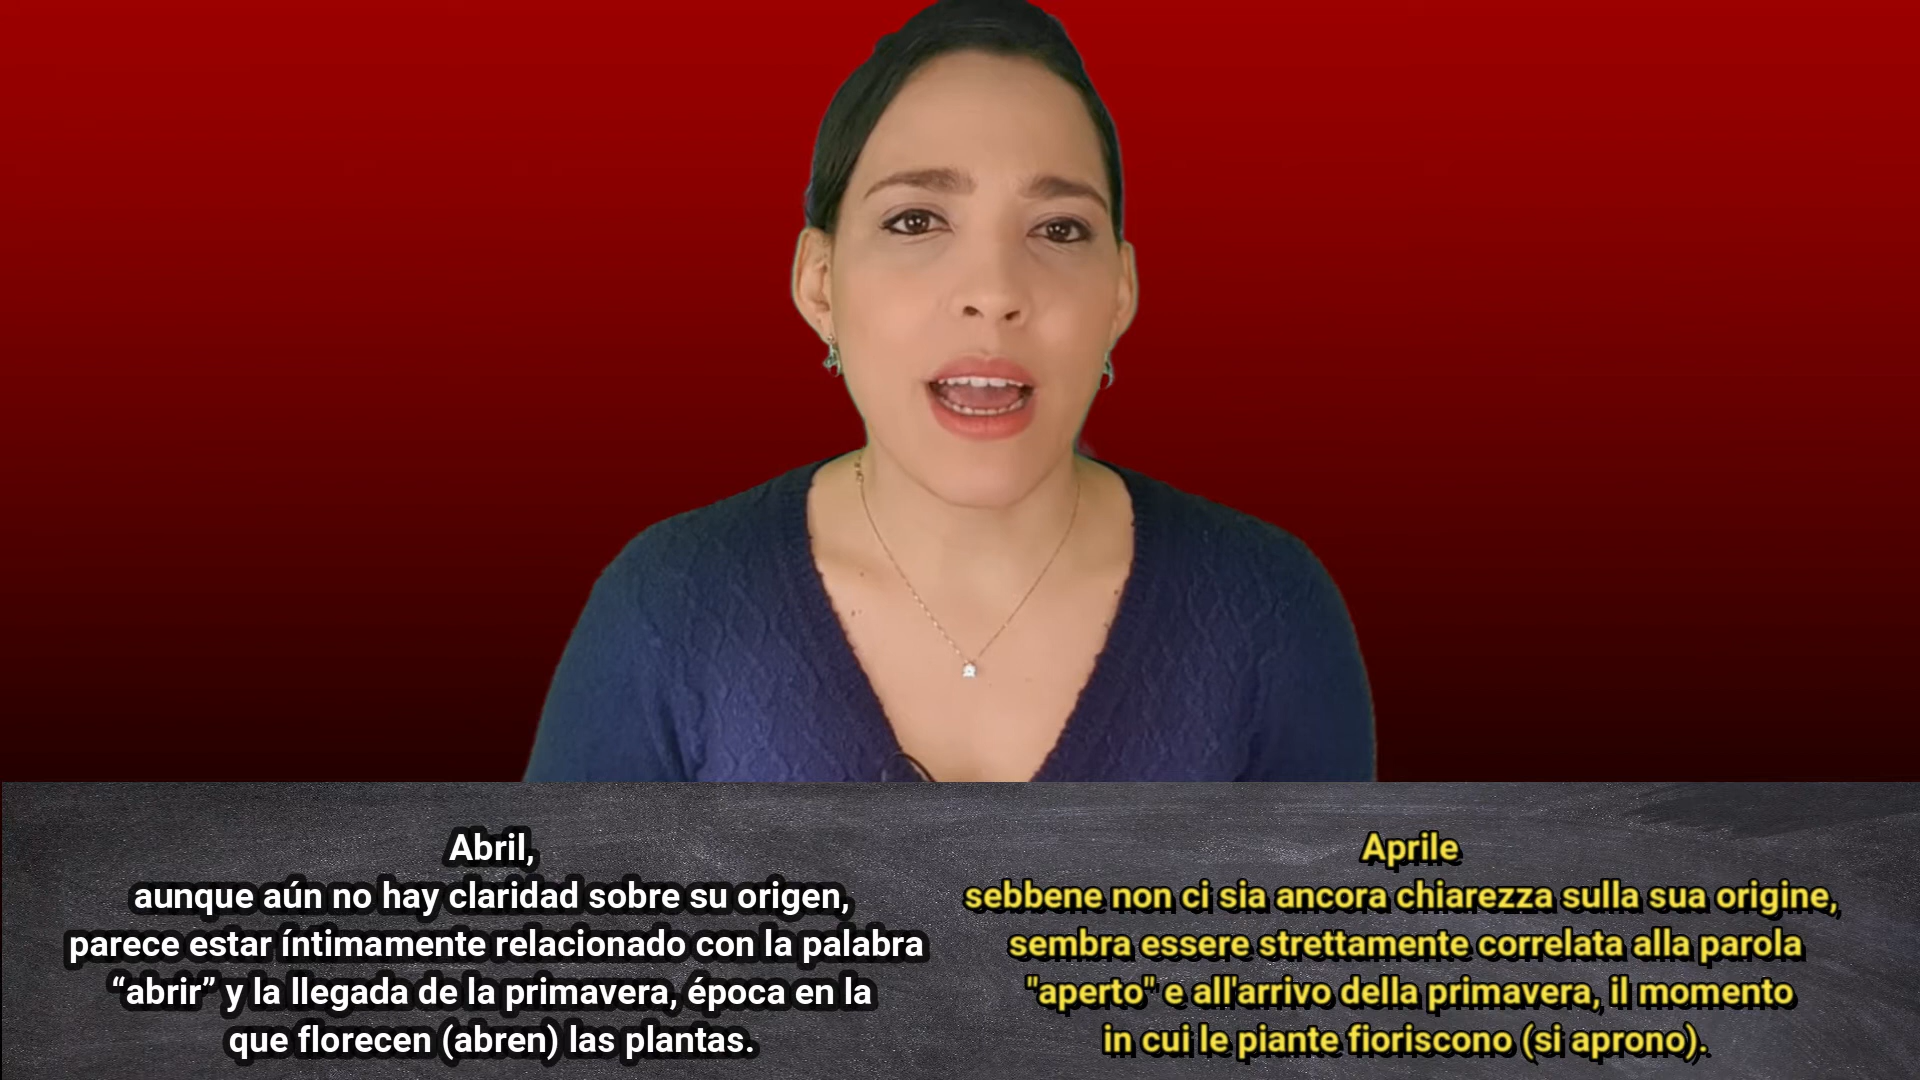 Abril,
aunque aún no hay claridad sobre su origen,
parece estar íntimamente relacionado con la palabra
“abrir” y la llegada de la primavera, época en la
que florecen (abren) las plantas.
Aprile
sebbene non ci sia ancora chiarezza sulla sua origine,
sembra essere strettamente correlata alla parola
"aperto" e all'arrivo della primavera, il momento
in cui le piante fioriscono (si aprono).